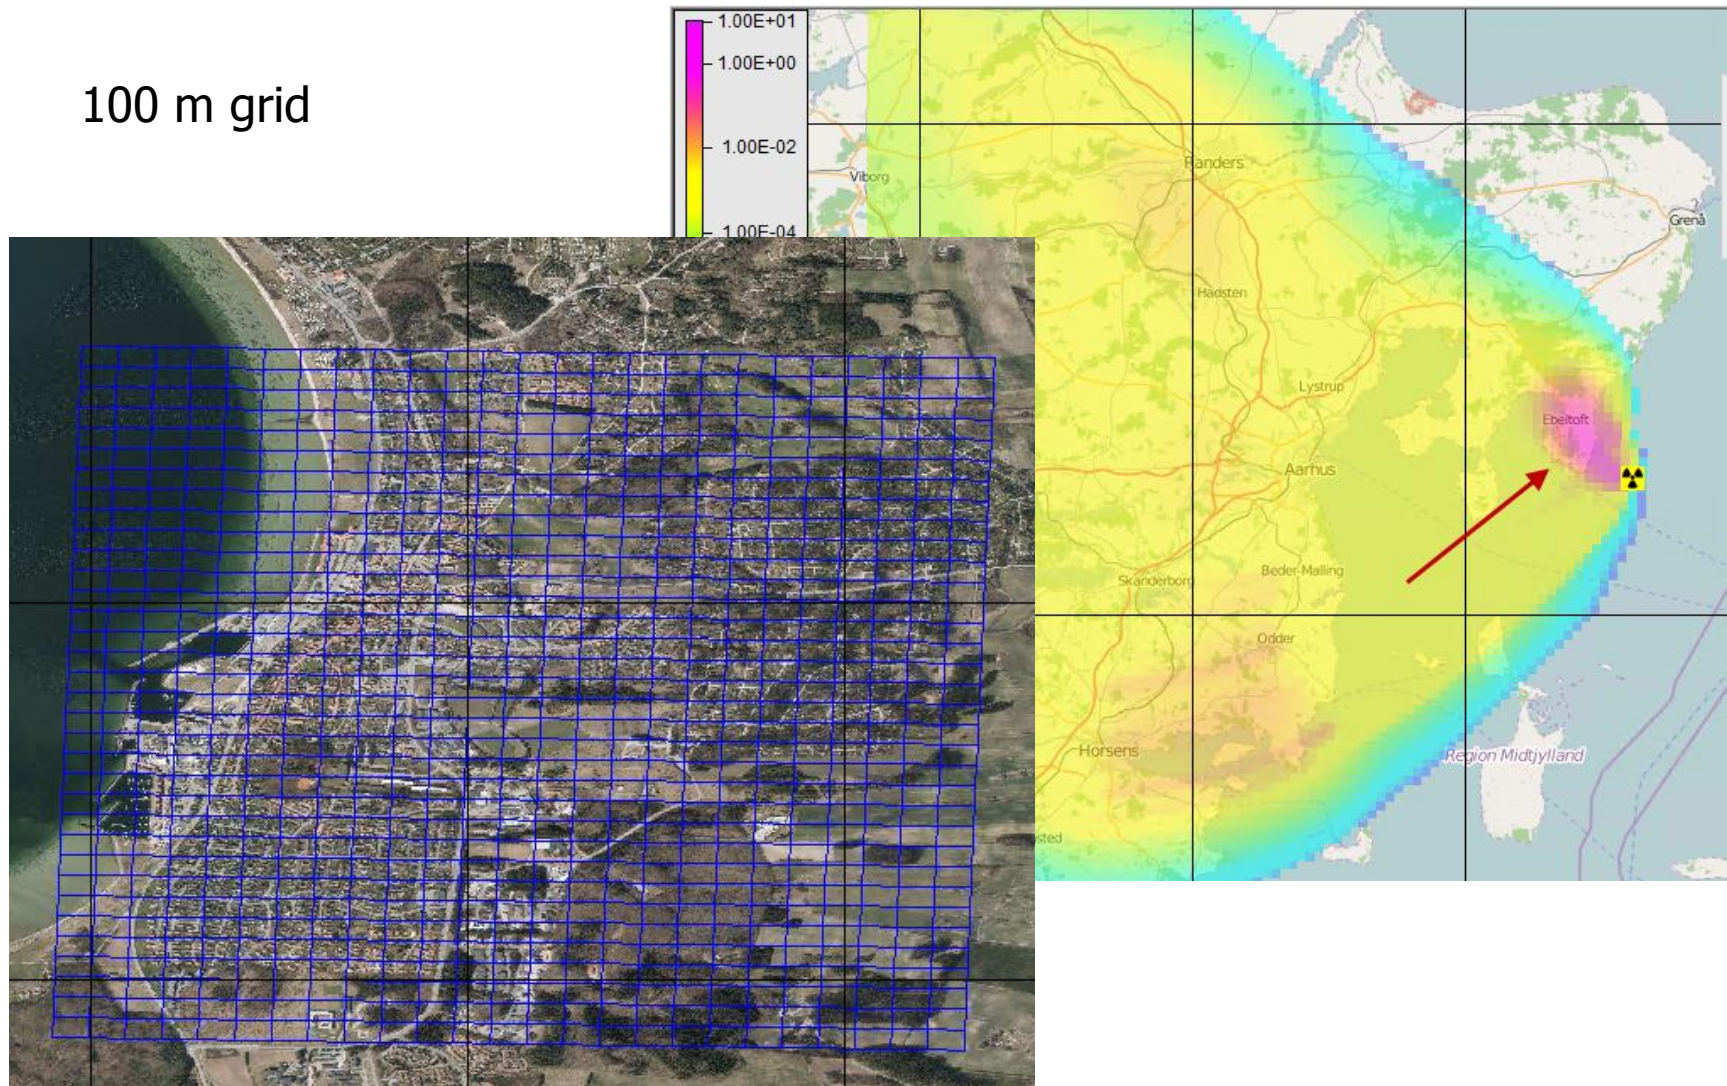 100 m grid
1.00E+01
1.00E+00
1.00E-02
1.00E-04
Viborg
Randers
Grenå
Hadsten
Lystrup
Ebeltoft
Aarhus
Skanderborg
Beder-Malling
Odder
Horsens
Region Midtjylland
sted